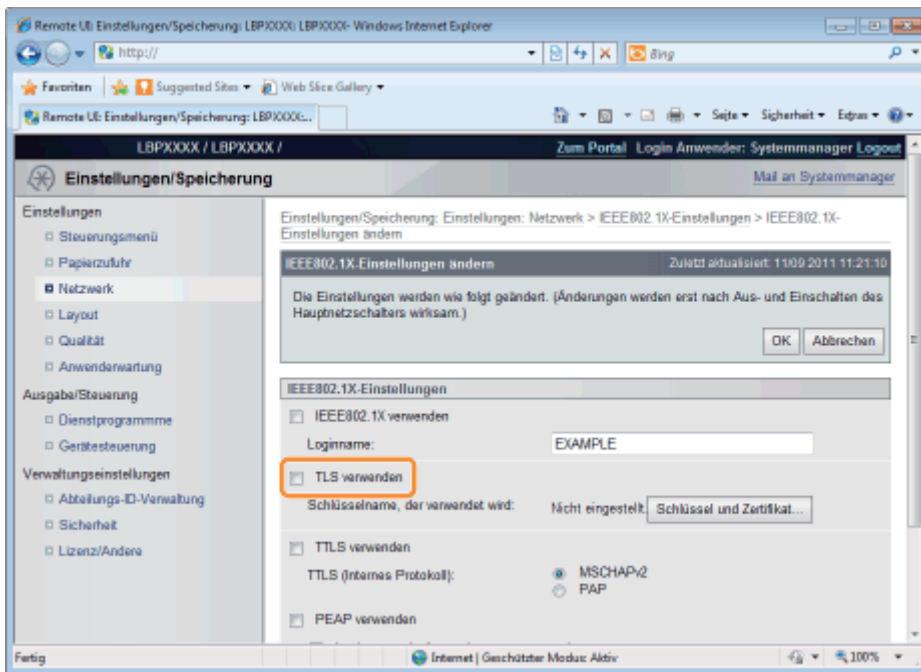 Remote UI: Einstellungen/Speicherung: LBPXXXX: LBPXXXX- Windows Internet Explorer
http://
Bing
Favoriten
Suggested Sites
Web Slice Gallery
Remote UI: Einstellungen/Speicherung: LBPXXXX:...
Seite
Sicherheit
Extras
LBPXXXX / LBPXXXX /
Zum Portal Login Anwender: Systemmanager Logout
Einstellungen/Speicherung
Mail an Systemmanager
Einstellungen
Steuerungsmenü
Papierzufuhr
Netzwerk
Layout
Qualität
Anwenderwartung
Ausgabe/Steuerung
Dienstprogrammme
Gerätesteuerung
Verwaltungseinstellungen
Abteilungs-ID-Verwaltung
Sicherheit
Lizenz/Andere
Einstellungen/Speicherung: Einstellungen: Netzwerk > IEEE802.1X-Einstellungen > IEEE802.1X-
Einstellungen ändern
IEEE802.1X-Einstellungen ändern
Zuletzt aktualisiert: 11/09 2011 11:21:10
Die Einstellungen werden wie folgt geändert. (Änderungen werden erst nach Aus- und Einschalten des
Hauptnetzschalters wirksam.)
OK
Abbrechen
IEEE802.1X-Einstellungen
IEEE802.1X verwenden
Loginname:
EXAMPLE
TLS verwenden
Schlüsselname, der verwendet wird:
Nicht eingestellt.
Schlüssel und Zertifikat...
TTLS verwenden
TTLS (Internes Protokoll):
MSCHAPv2
PAP
PEAP verwenden
Fertig
Internet | Geschützter Modus: Aktiv
100%